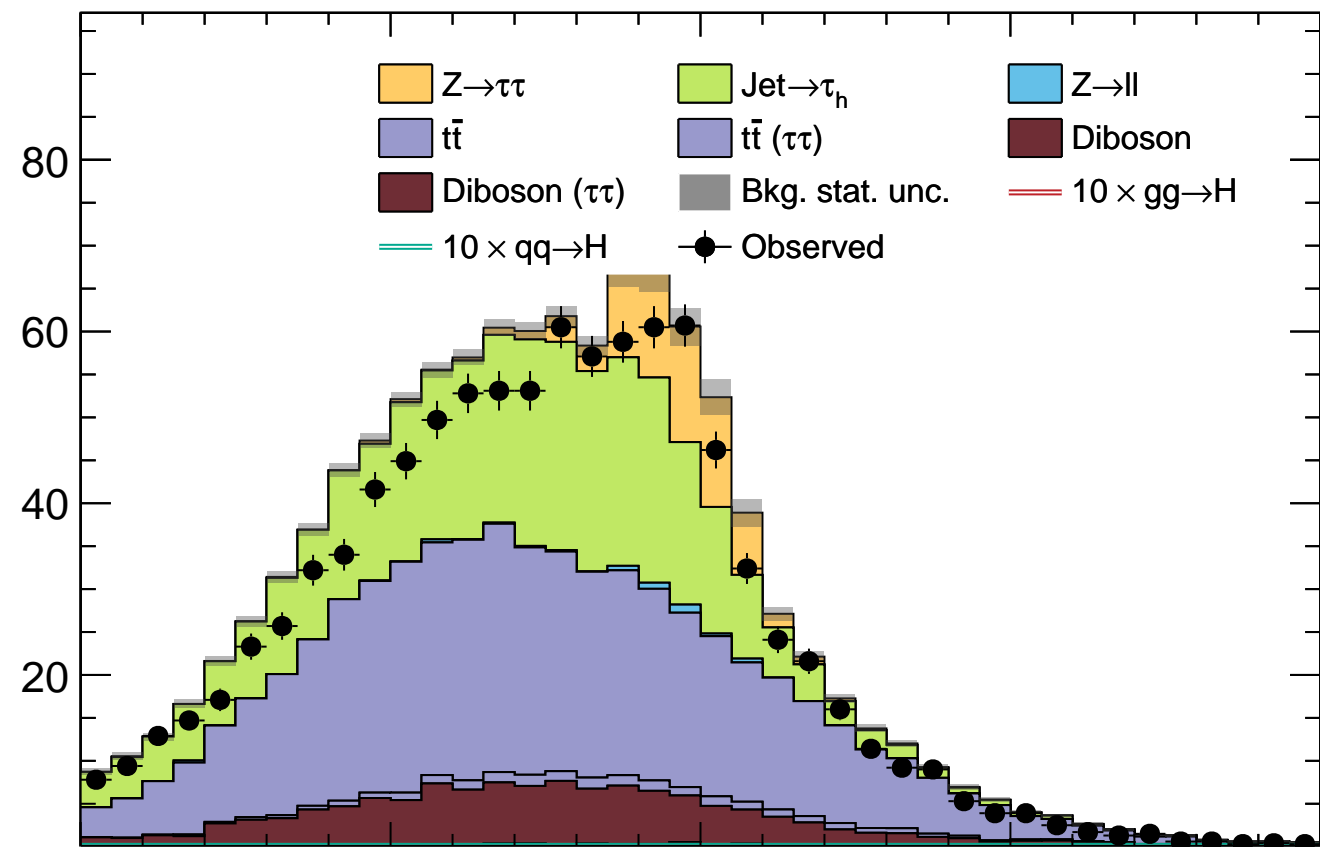 Z→ττ Jet→τh Z→ll
tt̄ tt̄ (ττ) Diboson
Diboson (ττ) Bkg. stat. unc. 10 × gg→H
10 × qq→H Observed
80
60
40
20